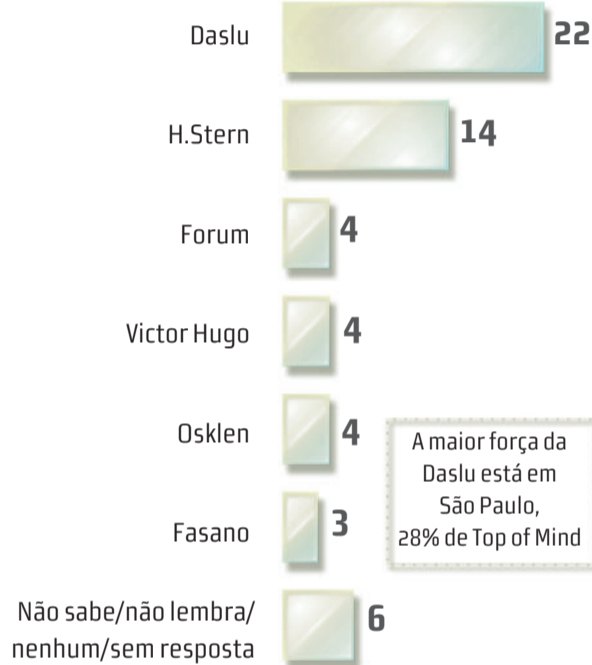 Daslu 22
H.Stern 14
Forum 4
Victor Hugo 4
Osklen 4
Fasano 3
A maior força da
Daslu está em
São Paulo,
28% de Top of Mind
Não sabe/não lembra/
nenhum/sem resposta 6